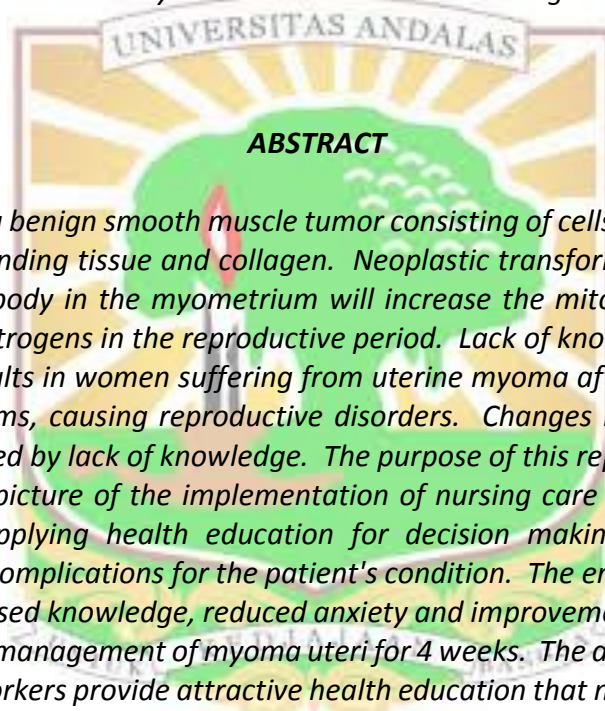 UNIVERSITAS ANDALAS
ABSTRACT
benign smooth muscle tumor consisting of cells
nding tissue and collagen. Neoplastic transfor
body in the myometrium will increase the mito
trogens in the reproductive period. Lack of kno
ults in women suffering from uterine myoma af
ms, causing reproductive disorders. Changes
ed by lack of knowledge. The purpose of this rep
picture of the implementation of nursing care
pplying health education for decision makin
omplications for the patient's condition. The en
sed knowledge, reduced anxiety and improveme
management of myoma uteri for 4 weeks. The a
orkers provide attractive health education that n